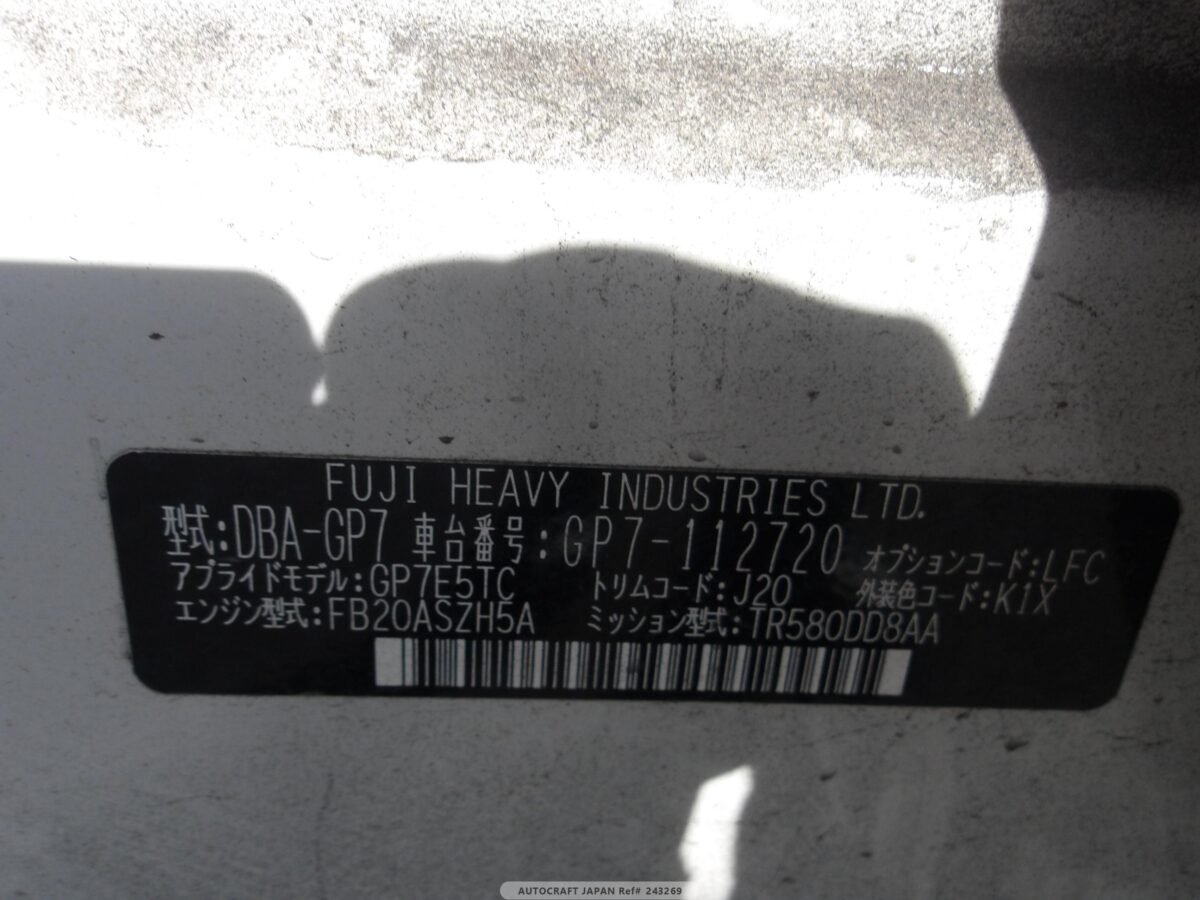 FUJI HEAVY INDUSTRIES LTD.
型式:DBA-GP7 車台番号:GP7-112720 オプションコード:LFC
アプライドモデル:GP7E5TC トリムコード:J20 外装色コード:K1X
エンジン型式:FB20ASZH5A ミッション型式:TR580DD8AA
AUTOCRAFT JAPAN Ref# 243269